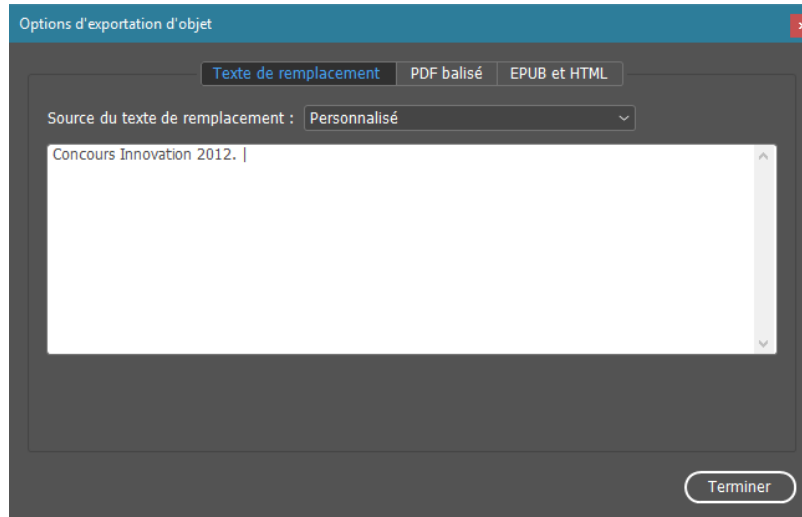 Options d'exportation d'objet
Texte de remplacement PDF balisé EPUB et HTML
Source du texte de remplacement : Personnalisé
Concours Innovation 2012.
Terminer